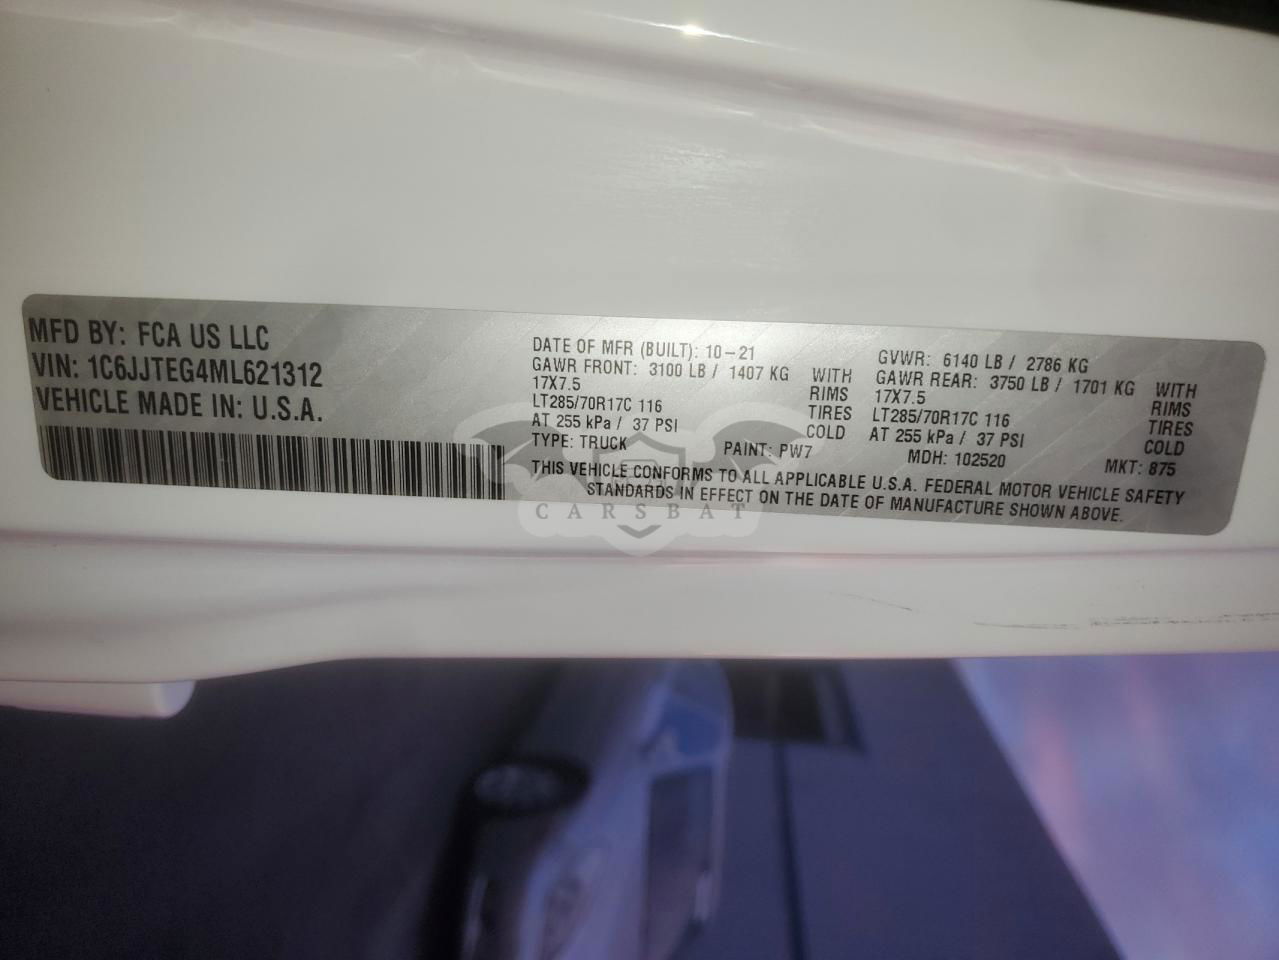 MFD BY: FCA US LLC
VIN: 1C6JJTEG4ML621312
VEHICLE MADE IN: U.S.A.
DATE OF MFR (BUILT): 10-21
GAWR FRONT: 3100 LB / 1407 KG WITH
17X7.5 RIMS
LT285/70R17C 116 TIRES
AT 255 kPa / 37 PSI COLD
TYPE: TRUCK PAINT: PW7
GVWR: 6140 LB / 2786 KG
GAWR REAR: 3750 LB / 1701 KG WITH
17X7.5 RIMS
LT285/70R17C 116 TIRES
AT 255 kPa / 37 PSI COLD
MDH: 102520 MKT: 875
THIS VEHICLE CONFORMS TO ALL APPLICABLE U.S.A. FEDERAL MOTOR VEHICLE SAFETY
STANDARDS IN EFFECT ON THE DATE OF MANUFACTURE SHOWN ABOVE.
CARSBAT